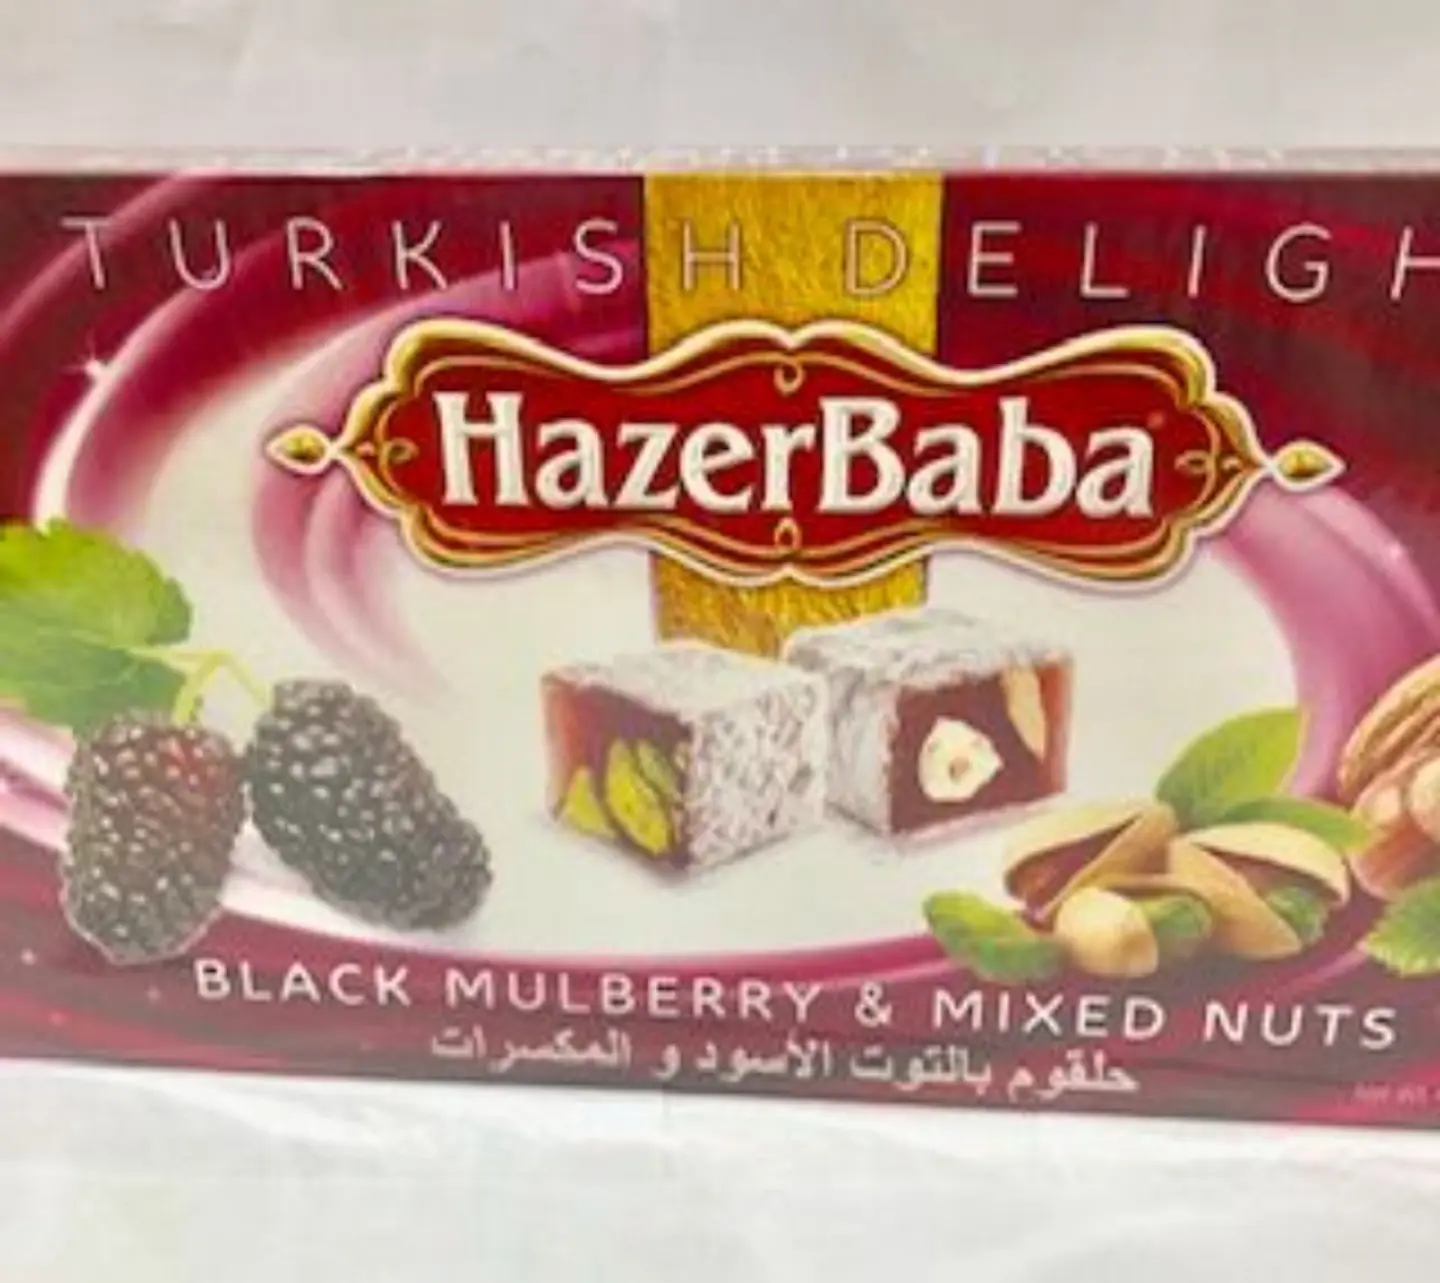 TURKISH DELIGH
HazerBaba
BLACK MULBERRY & MIXED NUTS
حلقوم بالتوت الأسود و المكسرات